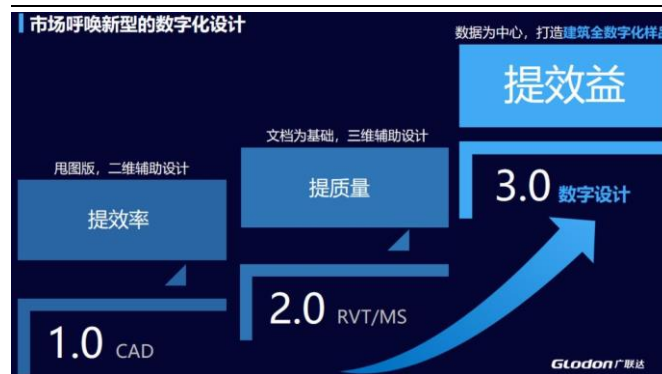 市场呼唤新型的数字化设计
数据为中心，打造建筑全数字化样品
提效益
文档为基础，三维辅助设计
甩图版，二维辅助设计
提质量
3.0 数字设计
提效率
2.0 RVT/MS
1.0 CAD
GLodon广联达